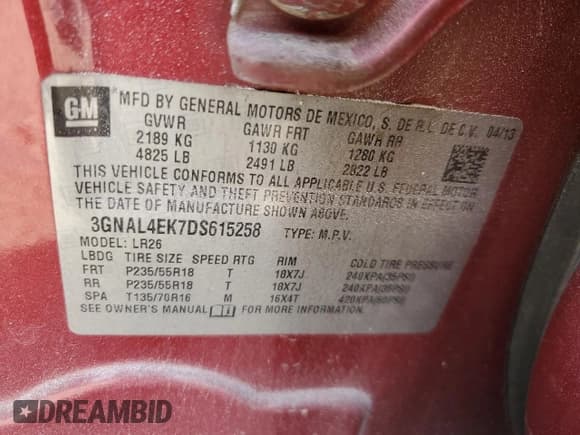 GM
*MFD BY GENERAL MOTORS DE MEXICO, S. DE R.L. DE C.V. 04/13
GVWR GAWR FRT GAWR RR
2189 KG 1130 KG 1280 KG
4825 LB 2491 LB 2822 LB
THIS VEHICLE CONFORMS TO ALL APPLICABLE U.S. FEDERAL MOTOR
VEHICLE SAFETY AND THEFT PREVENTION STANDARDS IN EFFECT ON
THE DATE OF MANUFACTURE SHOWN ABOVE.
3GNAL4EK7DS615258 TYPE: M.P.V.
MODEL: LR26
LBDG TIRE SIZE SPEED RTG RIM COLD TIRE PRESSURE
FRT P235/55R18 T 18X7J 240KPA(35PSI)
RR P235/55R18 T 18X7J 240KPA(35PSI)
SPA T135/70R16 M 16X4T 420KPA(60PSI)
SEE OWNER'S MANUAL FOR MORE INFORMATION
DREAMBID